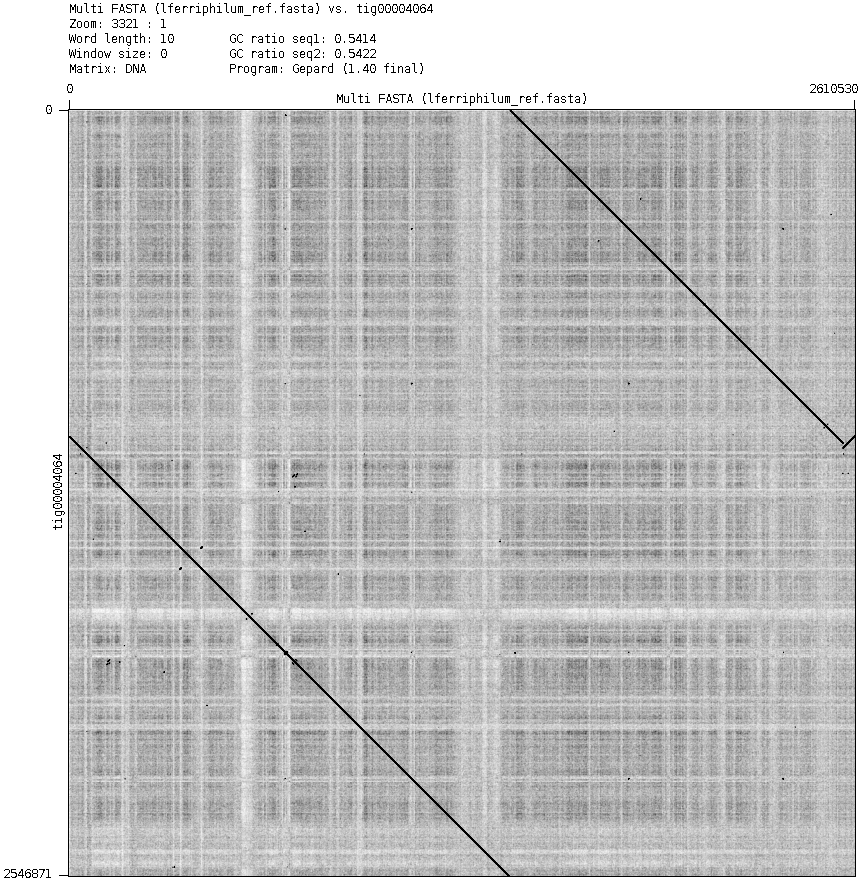 Multi FASTA (lferriphilum_ref.fasta) vs. tig00004064
Zoom: 3321 : 1
Word length: 10 GC ratio seq1: 0.5414
Window size: 0 GC ratio seq2: 0.5422
Matrix: DNA Program: Gepard (1.40 final)
0 2610530
Multi FASTA (lferriphilum_ref.fasta)
0
tig00004064
2546871